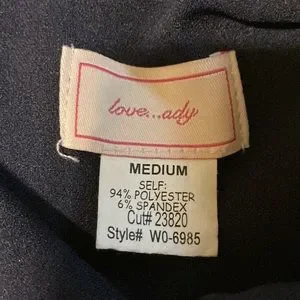 love...ady
MEDIUM
SELF:
94% POLYESTER
6% SPANDEX
Cut# 23820
Style# W0-6985